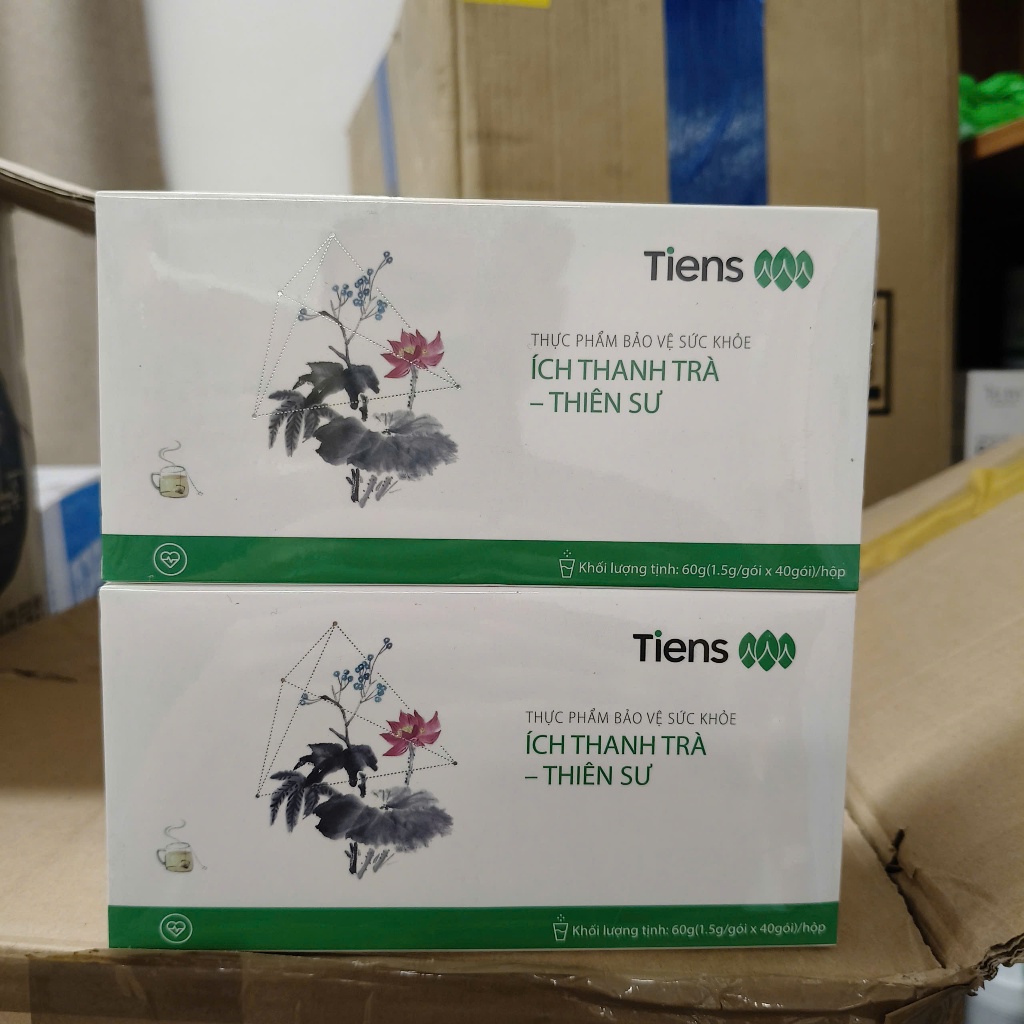 Tiens
THỰC PHẨM BẢO VỆ SỨC KHỎE
ÍCH THANH TRÀ
– THIÊN SƯ
Khối lượng tịnh: 60g(1.5g/gói x 40gói)/hộp
Tiens
THỰC PHẨM BẢO VỆ SỨC KHỎE
ÍCH THANH TRÀ
– THIÊN SƯ
Khối lượng tịnh: 60g(1.5g/gói x 40gói)/hộp